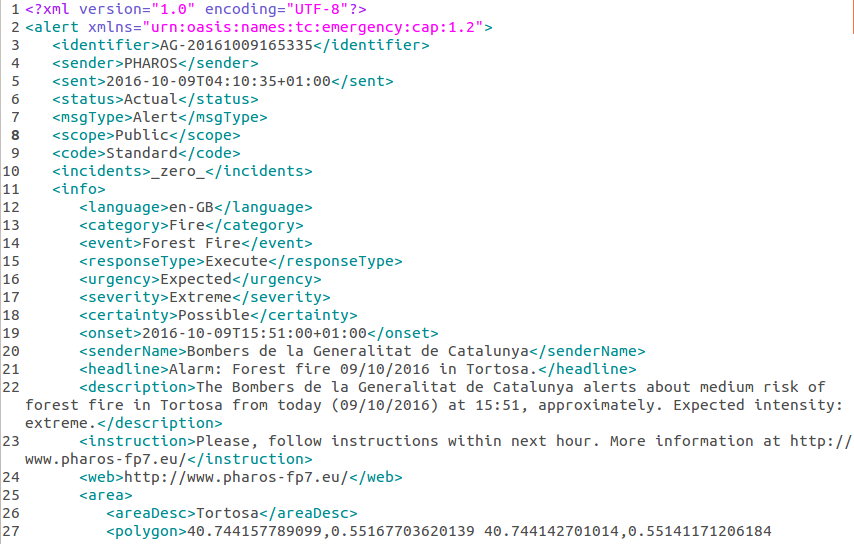 1 <?xml version="1.0" encoding="UTF-8"?>
2 <alert xmlns="urn:oasis:names:tc:emergency:cap:1.2">
3 <identifier>AG-20161009165335</identifier>
4 <sender>PHAROS</sender>
5 <sent>2016-10-09T04:10:35+01:00</sent>
6 <status>Actual</status>
7 <msgType>Alert</msgType>
8 <scope>Public</scope>
9 <code>Standard</code>
10 <incidents>_zero_</incidents>
11 <info>
12 <language>en-GB</language>
13 <category>Fire</category>
14 <event>Forest Fire</event>
15 <responseType>Execute</responseType>
16 <urgency>Expected</urgency>
17 <severity>Extreme</severity>
18 <certainty>Possible</certainty>
19 <onset>2016-10-09T15:51:00+01:00</onset>
20 <senderName>Bombers de la Generalitat de Catalunya</senderName>
21 <headline>Alarm: Forest fire 09/10/2016 in Tortosa.</headline>
22 <description>The Bombers de la Generalitat de Catalunya alerts about medium risk of
forest fire in Tortosa from today (09/10/2016) at 15:51, approximately. Expected intensity:
extreme.</description>
23 <instruction>Please, follow instructions within next hour. More information at http://
www.pharos-fp7.eu/</instruction>
24 <web>http://www.pharos-fp7.eu/</web>
25 <area>
26 <areaDesc>Tortosa</areaDesc>
27 <polygon>40.744157789099,0.55167703620139 40.744142701014,0.55141171206184